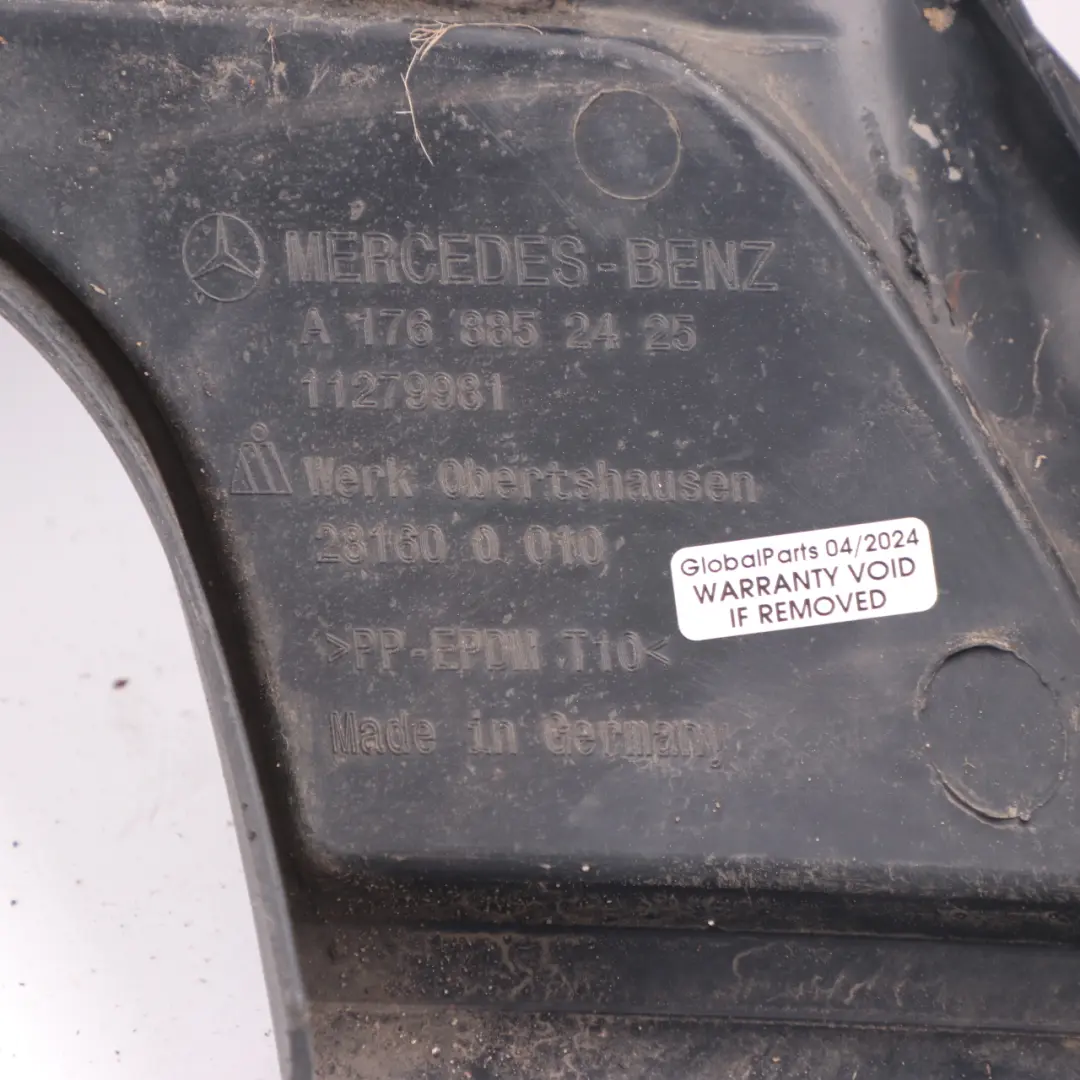 MERCEDES-BENZ
A 176 885 24 25
11279981
Werk Obertshausen
28160 0 010
>PP-EPDM T10<
Made in Germany
GlobalParts 04/2024
WARRANTY VOID
IF REMOVED